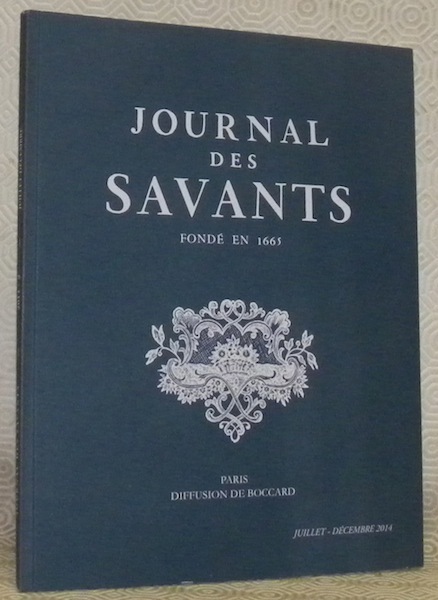 JOURNAL
DES
SAVANTS
FONDÉ EN 1665
PARIS
DIFFUSION DE BOCCARD
JUILLET - DÉCEMBRE 2014